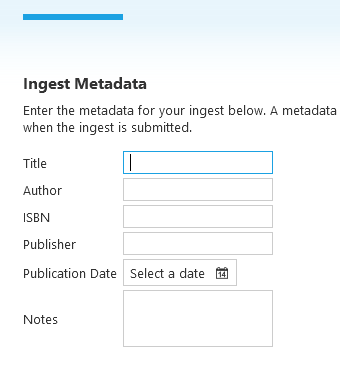 Ingest Metadata
Enter the metadata for your ingest below. A metadata
when the ingest is submitted.
Title
Author
ISBN
Publisher
Publication Date Select a date 14
Notes